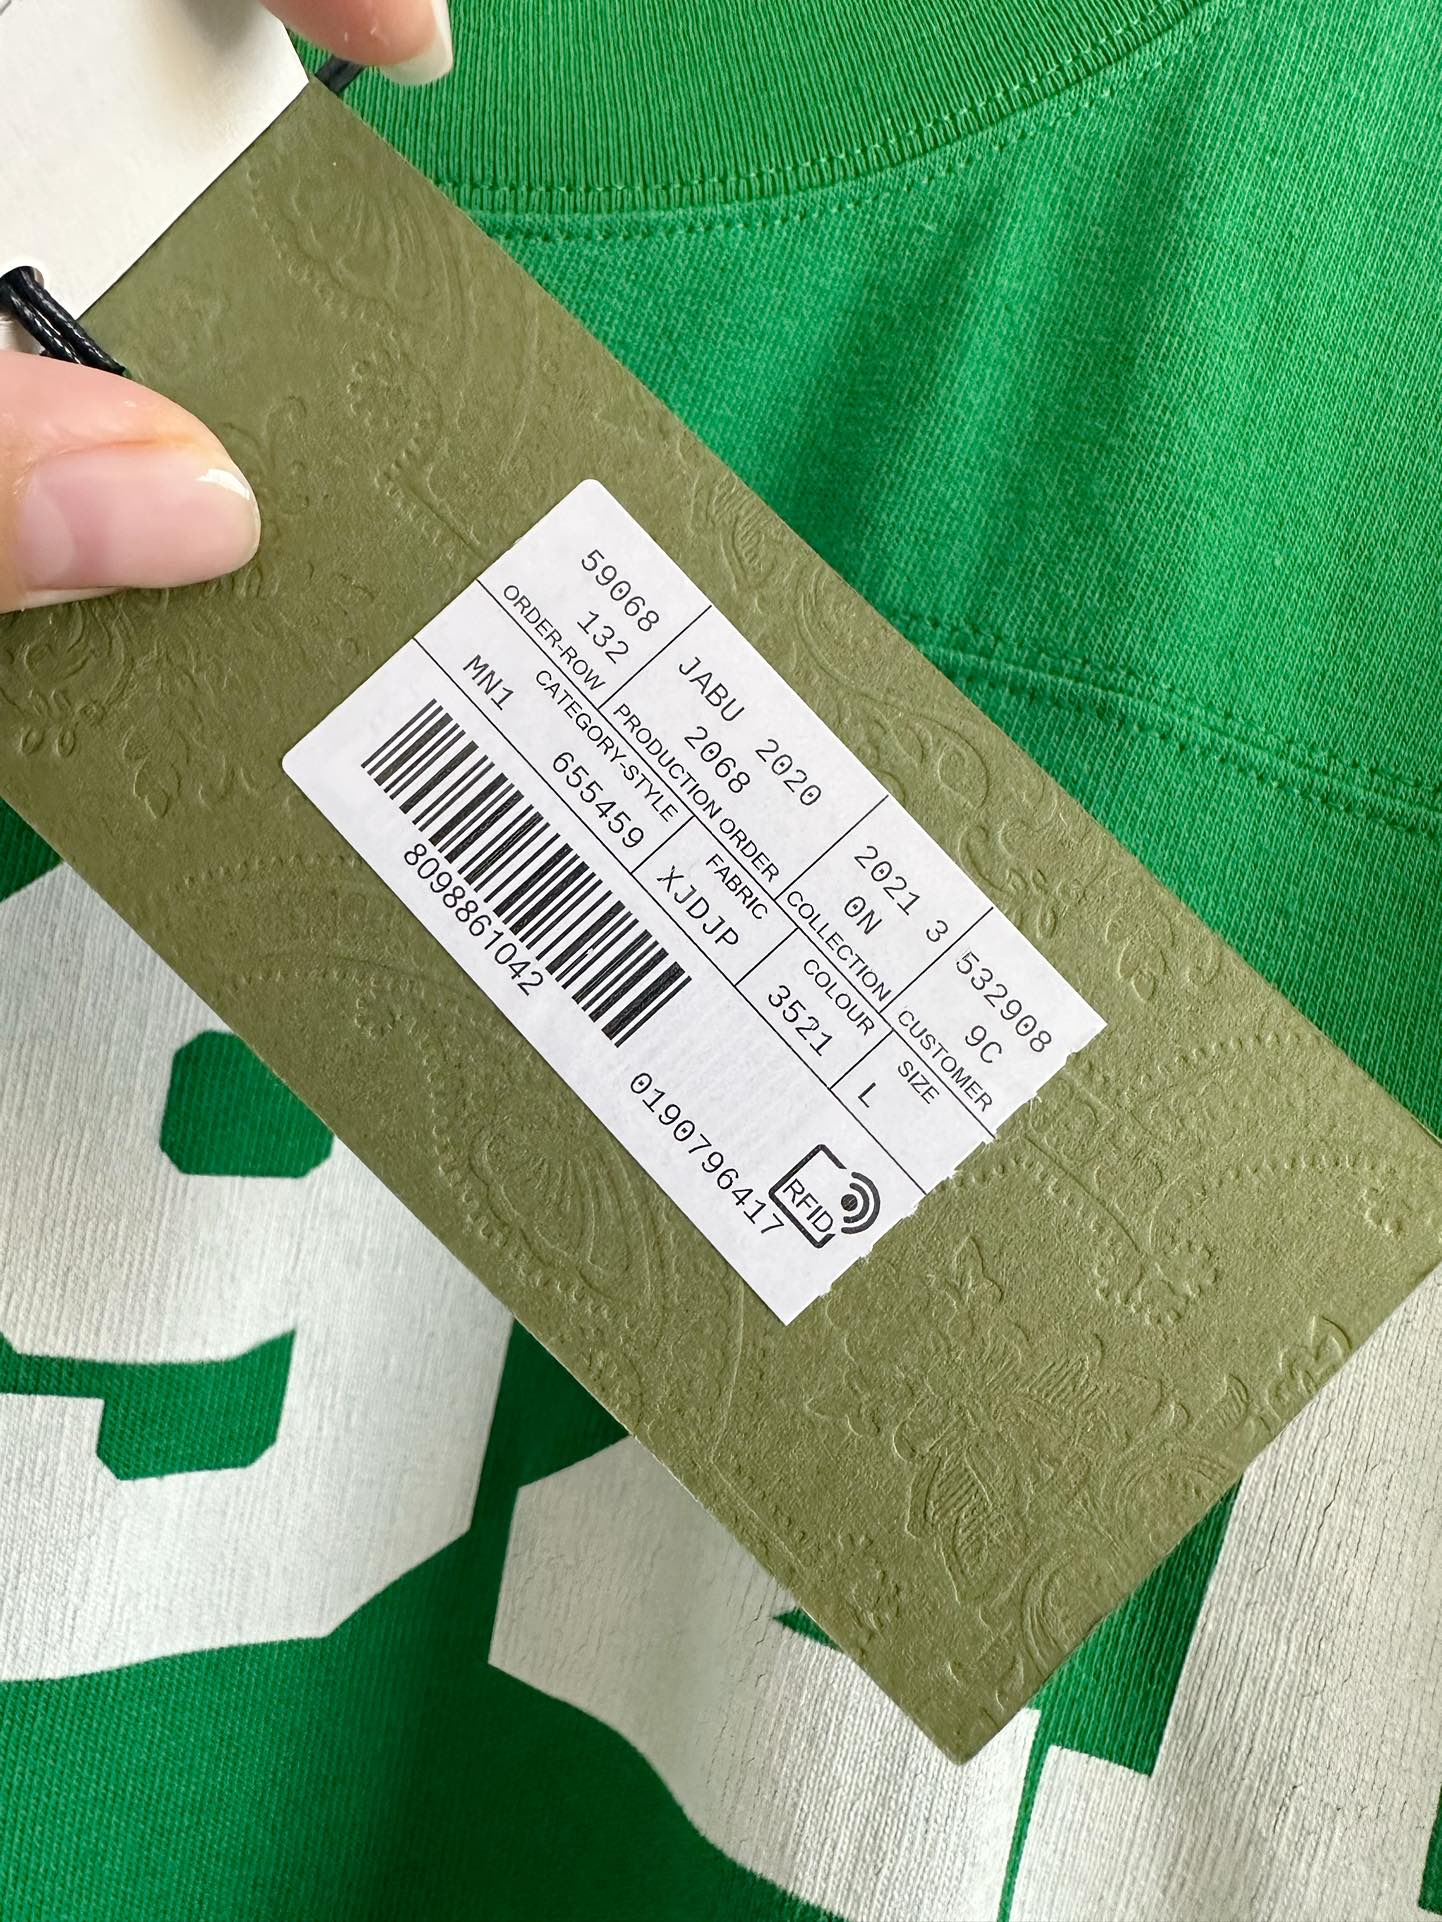 59068 JABU 2020 2021 3 532908
132 2068 0N 9C
ORDER-ROW PRODUCTION ORDER COLLECTION CUSTOMER
CATEGORY-STYLE FABRIC COLOUR SIZE
MN1 655459 XJDJP 3521 L
8098861042
0190796417
RFID